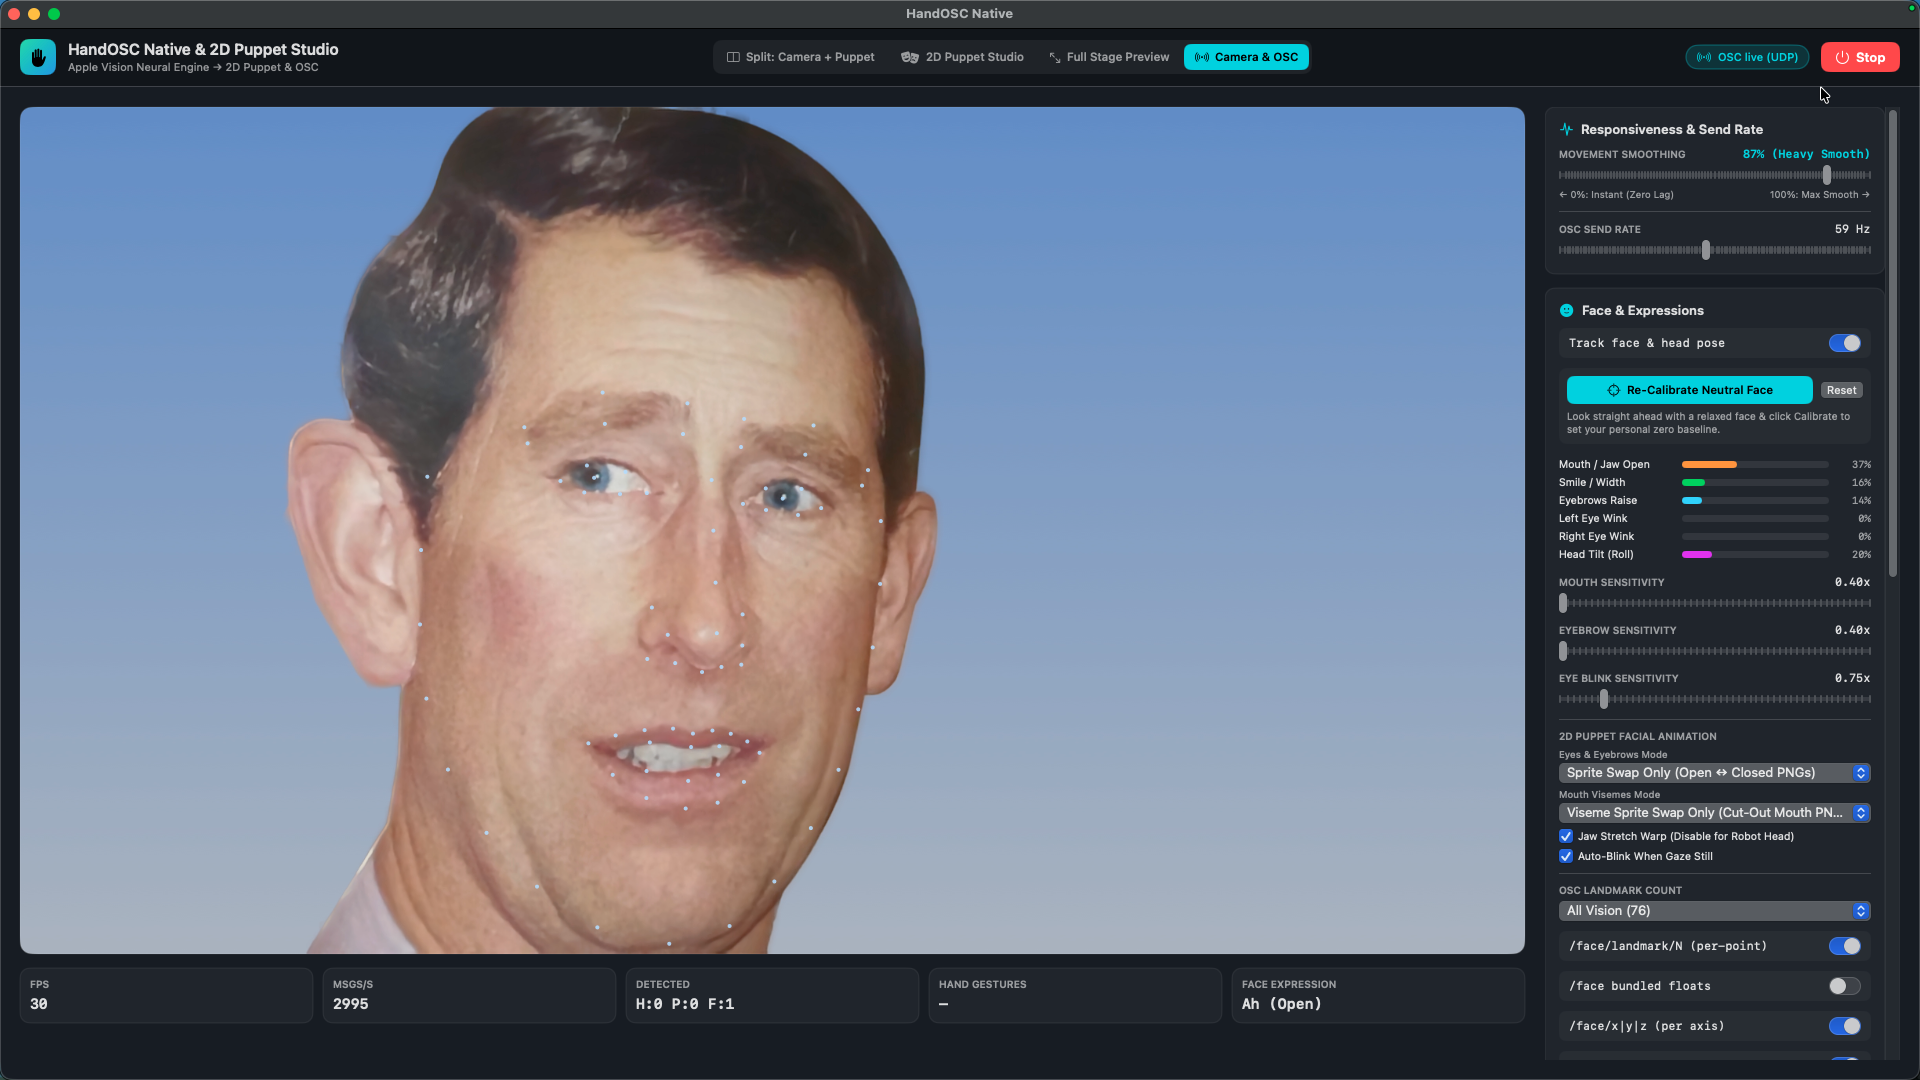 HandOSC Native
HandOSC Native & 2D Puppet Studio
Apple Vision Neural Engine → 2D Puppet & OSC
Split: Camera + Puppet
2D Puppet Studio
Full Stage Preview
Camera & OSC
OSC live (UDP)
Stop
Responsiveness & Send Rate
MOVEMENT SMOOTHING 87% (Heavy Smooth)
← 0%: Instant (Zero Lag) 100%: Max Smooth →
OSC SEND RATE 59 Hz
Face & Expressions
Track face & head pose
Re-Calibrate Neutral Face Reset
Look straight ahead with a relaxed face & click Calibrate to
set your personal zero baseline.
Mouth / Jaw Open 37%
Smile / Width 16%
Eyebrows Raise 14%
Left Eye Wink 0%
Right Eye Wink 0%
Head Tilt (Roll) 20%
MOUTH SENSITIVITY 0.40x
EYEBROW SENSITIVITY 0.40x
EYE BLINK SENSITIVITY 0.75x
2D PUPPET FACIAL ANIMATION
Eyes & Eyebrows Mode
Sprite Swap Only (Open ↔ Closed PNGs)
Mouth Visemes Mode
Viseme Sprite Swap Only (Cut-Out Mouth PN...
Jaw Stretch Warp (Disable for Robot Head)
Auto-Blink When Gaze Still
OSC LANDMARK COUNT
All Vision (76)
/face/landmark/N (per-point)
/face bundled floats
/face/x|y|z (per axis)
FPS
30
MSGS/S
2995
DETECTED
H:0 P:0 F:1
HAND GESTURES
—
FACE EXPRESSION
Ah (Open)